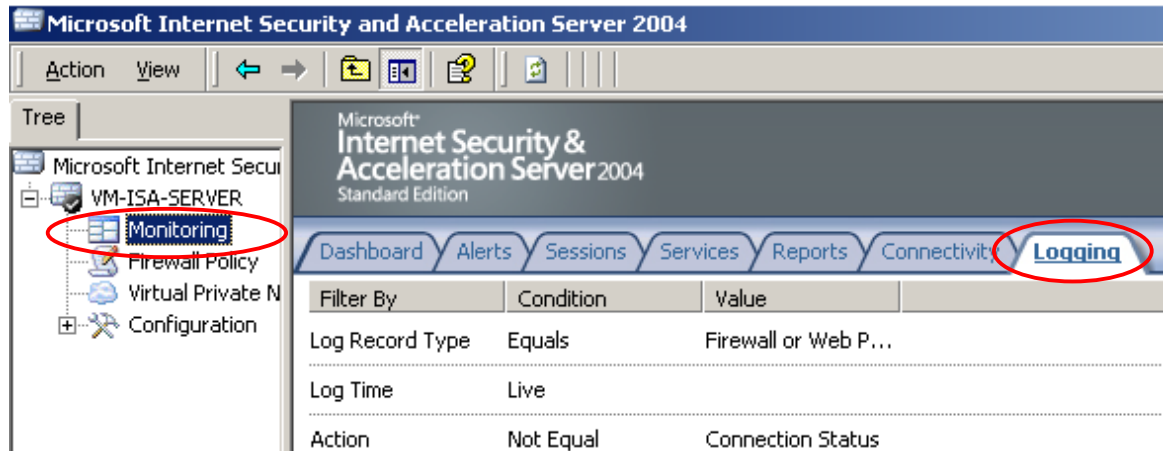 Microsoft Internet Security and Acceleration Server 2004
Action View
Tree
Microsoft Internet Secu
VM-ISA-SERVER
Monitoring
Firewall Policy
Virtual Private N
Configuration
Microsoft
Internet Security &
Acceleration Server 2004
Standard Edition
Dashboard Alerts Sessions Services Reports Connectivity Logging
Filter By Condition Value
Log Record Type Equals Firewall or Web P...
Log Time Live
Action Not Equal Connection Status